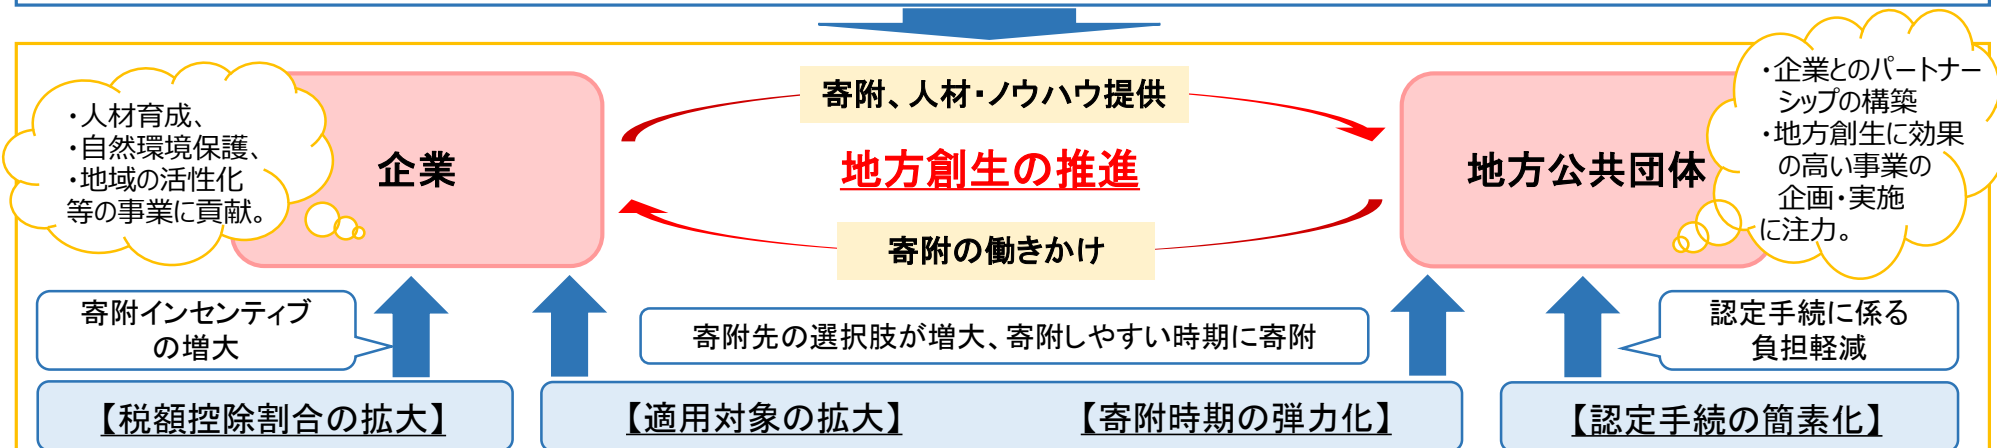 ・人材育成、
・自然環境保護、
・地域の活性化
等の事業に貢献。
企業
寄附、人材・ノウハウ提供
地方創生の推進
寄附の働きかけ
地方公共団体
・企業とのパートナー
シップの構築
・地方創生に効果
の高い事業の
企画・実施
に注力。
寄附インセンティブ
の増大
寄附先の選択肢が増大、寄附しやすい時期に寄附
認定手続に係る
負担軽減
【税額控除割合の拡大】
【適用対象の拡大】 【寄附時期の弾力化】
【認定手続の簡素化】